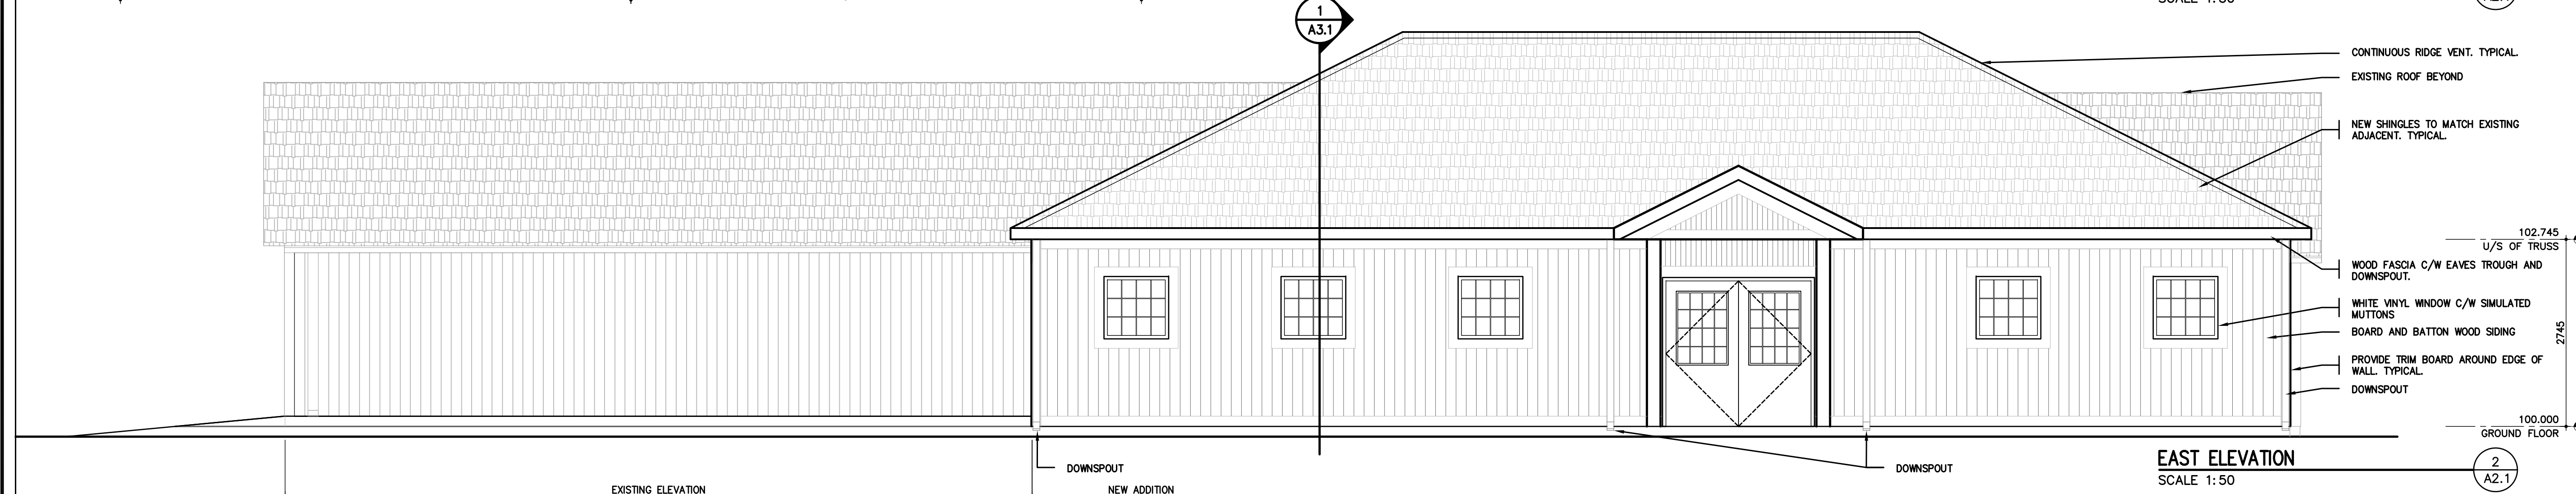 1
A3.1
CONTINUOUS RIDGE VENT. TYPICAL.
EXISTING ROOF BEYOND
NEW SHINGLES TO MATCH EXISTING
ADJACENT. TYPICAL.
102.745
U/S OF TRUSS
WOOD FASCIA C/W EAVES TROUGH AND
DOWNSPOUT.
WHITE VINYL WINDOW C/W SIMULATED
MUTTONS
2745
BOARD AND BATTON WOOD SIDING
PROVIDE TRIM BOARD AROUND EDGE OF
WALL. TYPICAL.
DOWNSPOUT
100.000
GROUND FLOOR
DOWNSPOUT
DOWNSPOUT
EXISTING ELEVATION
NEW ADDITION
EAST ELEVATION
SCALE 1:50
2
A2.1